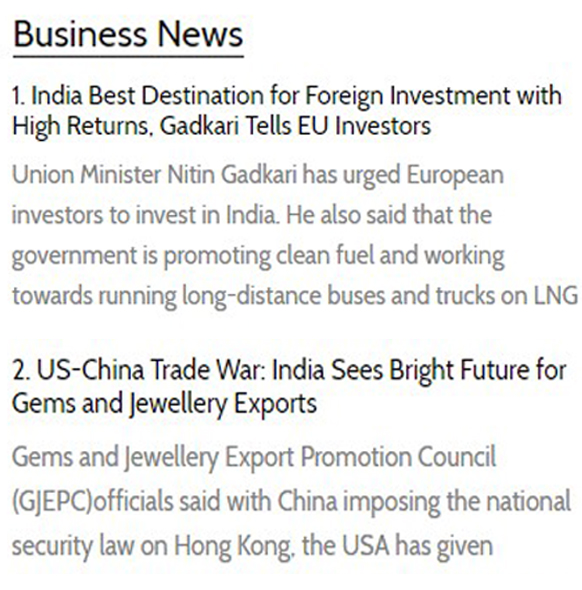 Business News
1. India Best Destination for Foreign Investment with
High Returns, Gadkari Tells EU Investors
Union Minister Nitin Gadkari has urged European
investors to invest in India. He also said that the
government is promoting clean fuel and working
towards running long-distance buses and trucks on LNG
2. US-China Trade War: India Sees Bright Future for
Gems and Jewellery Exports
Gems and Jewellery Export Promotion Council
(GJEPC)officials said with China imposing the national
security law on Hong Kong, the USA has given